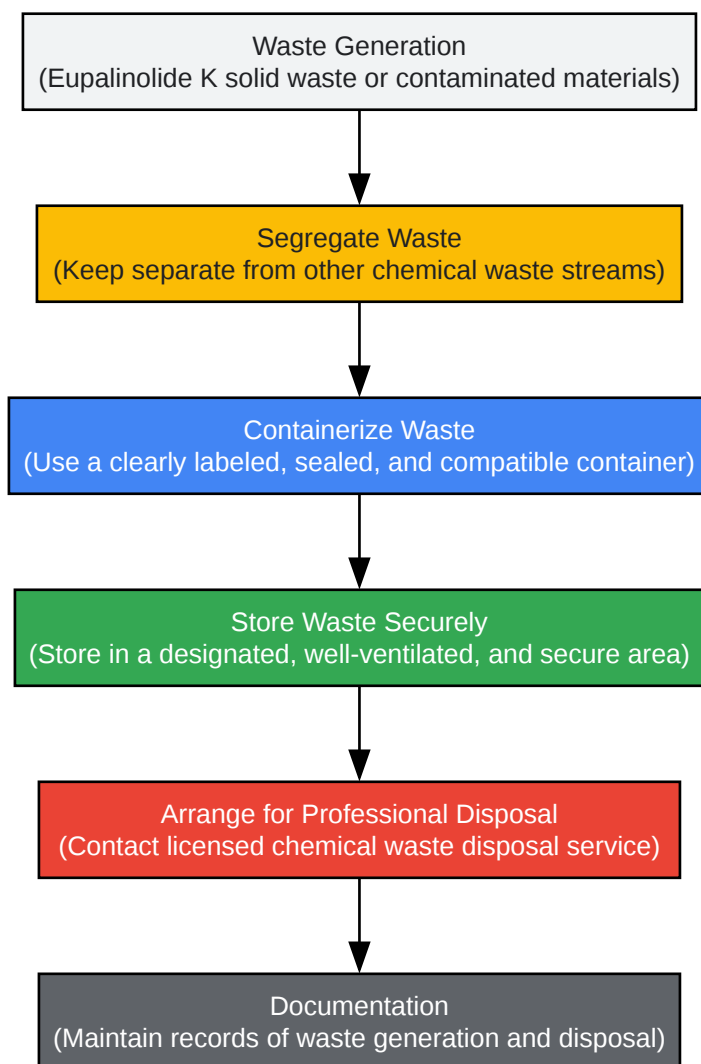 Waste Generation
(Eupalinolide K solid waste or contaminated materials)
Segregate Waste
(Keep separate from other chemical waste streams)
Containerize Waste
(Use a clearly labeled, sealed, and compatible container)
Store Waste Securely
(Store in a designated, well-ventilated, and secure area)
Arrange for Professional Disposal
(Contact licensed chemical waste disposal service)
Documentation
(Maintain records of waste generation and disposal)